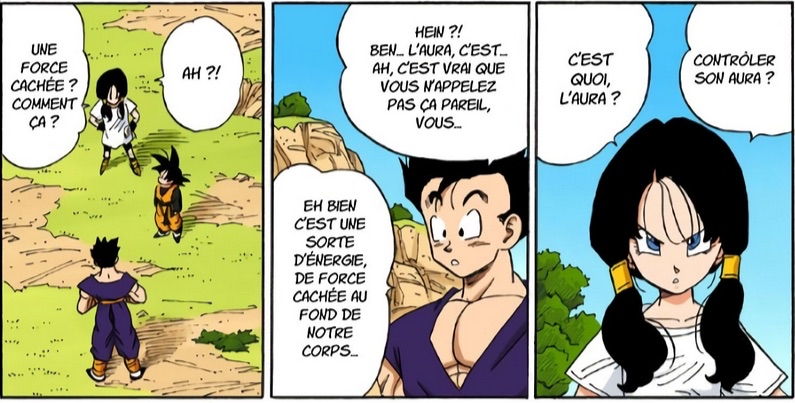 CONTRÔLER
SON AURA ?
C'EST
QUOI,
L'AURA ?
HEIN ?!
BEN... L'AURA, C'EST...
AH, C'EST VRAI QUE
VOUS N'APPELEZ
PAS ÇA PAREIL,
VOUS...
EH BIEN
C'EST UNE
SORTE
D'ÉNERGIE,
DE FORCE
CACHÉE AU
FOND DE
NOTRE
CORPS...
AH ?!
UNE
FORCE
CACHÉE ?
COMMENT
ÇA ?